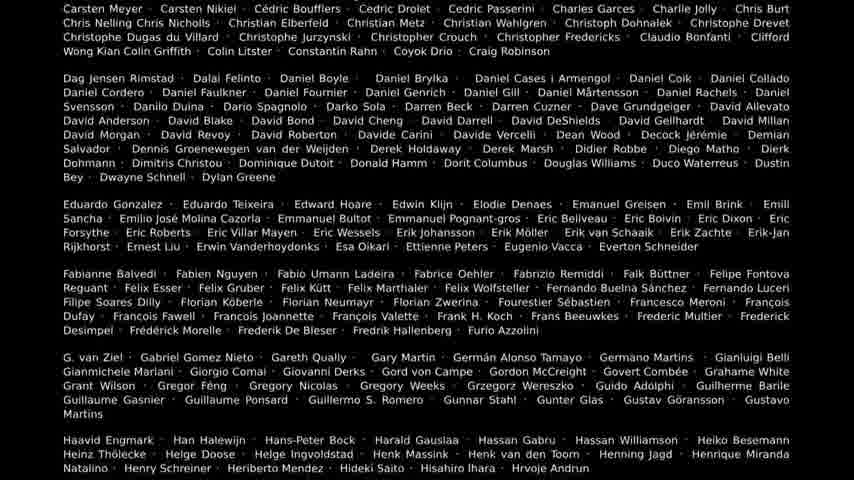 Carsten Meyer · Carsten Nikiel · Cédric Boufflers · Cedric Drolet · Cedric Passerini · Charles Garces · Charlie Jolly · Chris Burt
Chris Nelling Chris Nicholls · Christian Elberfeld · Christian Metz · Christian Wahlgren · Christoph Dohnalek · Christophe Drevet
Christophe Dugas du Villard · Christophe Jurzynski · Christopher Crouch · Christopher Fredericks · Claudio Bonfanti · Clifford
Wong Kian Colin Griffith · Colin Litster · Constantin Rahn · Coyok Drio · Craig Robinson
Dag Jensen Rimstad · Dalai Felinto · Daniel Boyle · Daniel Brylka · Daniel Cases i Armengol · Daniel Coik · Daniel Collado
Daniel Cordero · Daniel Faulkner · Daniel Fournier · Daniel Genrich · Daniel Gill · Daniel Mårtensson · Daniel Rachels · Daniel
Svensson · Danilo Duina · Dario Spagnolo · Darko Sola · Darren Beck · Darren Cuzner · Dave Grundgeiger · David Allevato
David Anderson · David Blake · David Bond · David Cheng · David Darrell · David DeShields · David Gellhardt · David Millan
David Morgan · David Revoy · David Roberton · Davide Carini · Davide Vercelli · Dean Wood · Decock Jérémie · Demian
Salvador · Dennis Groenewegen van der Weijden · Derek Holdaway · Derek Marsh · Didier Robbe · Diego Matho · Dierk
Dohmann · Dimitris Christou · Dominique Dutoit · Donald Hamm · Dorit Columbus · Douglas Williams · Duco Waterreus · Dustin
Bey · Dwayne Schnell · Dylan Greene
Eduardo Gonzalez · Eduardo Teixeira · Edward Hoare · Edwin Klijn · Elodie Denaes · Emanuel Greisen · Emil Brink · Emill
Sancha · Emilio José Molina Cazorla · Emmanuel Bultot · Emmanuel Pognant-gros · Eric Beliveau · Eric Boivin · Eric Dixon · Eric
Forsythe · Eric Roberts · Eric Villar Mayen · Eric Wessels · Erik Johansson · Erik Möller · Erik van Schaaik · Erik Zachte · Erik-Jan
Rijkhorst · Ernest Liu · Erwin Vanderhoydonks · Esa Oikari · Ettienne Peters · Eugenio Vacca · Everton Schneider
Fabianne Balvedi · Fabien Nguyen · Fabio Umann Ladeira · Fabrice Oehler · Fabrizio Remiddi · Falk Büttner · Felipe Fontova
Reguant · Felix Esser · Felix Gruber · Felix Kütt · Felix Marthaler · Felix Wolfsteller · Fernando Buelna Sánchez · Fernando Luceri
Filipe Soares Dilly · Florian Köberle · Florian Neumayr · Florian Zwerina · Fourestier Sébastien · Francesco Meroni · François
Dufay · Francois Fawell · Francois Joannette · François Valette · Frank H. Koch · Frans Beeuwkes · Frederic Multier · Frederick
Desimpel · Frédérick Morelle · Frederik De Bleser · Fredrik Hallenberg · Furio Azzolini
G. van Ziel · Gabriel Gomez Nieto · Gareth Qually · Gary Martin · Germán Alonso Tamayo · Germano Martins · Gianluigi Belli
Gianmichele Mariani · Giorgio Comai · Giovanni Derks · Gord von Campe · Gordon McCreight · Govert Combée · Grahame White
Grant Wilson · Gregor Féng · Gregory Nicolas · Gregory Weeks · Grzegorz Wereszko · Guido Adolphi · Guilherme Barile
Guillaume Gasnier · Guillaume Ponsard · Guillermo S. Romero · Gunnar Stahl · Gunter Glas · Gustav Göransson · Gustavo
Martins
Haavid Engmark · Han Halewijn · Hans-Peter Bock · Harald Gauslaa · Hassan Gabru · Hassan Williamson · Heiko Besemann
Heinz Thölecke · Helge Doose · Helge Ingvoldstad · Henk Massink · Henk van den Toorn · Henning Jagd · Henrique Miranda
Natalino · Henry Schreiner · Heriberto Mendez · Hideki Saito · Hisahiro Ihara · Hrvoje Andrun